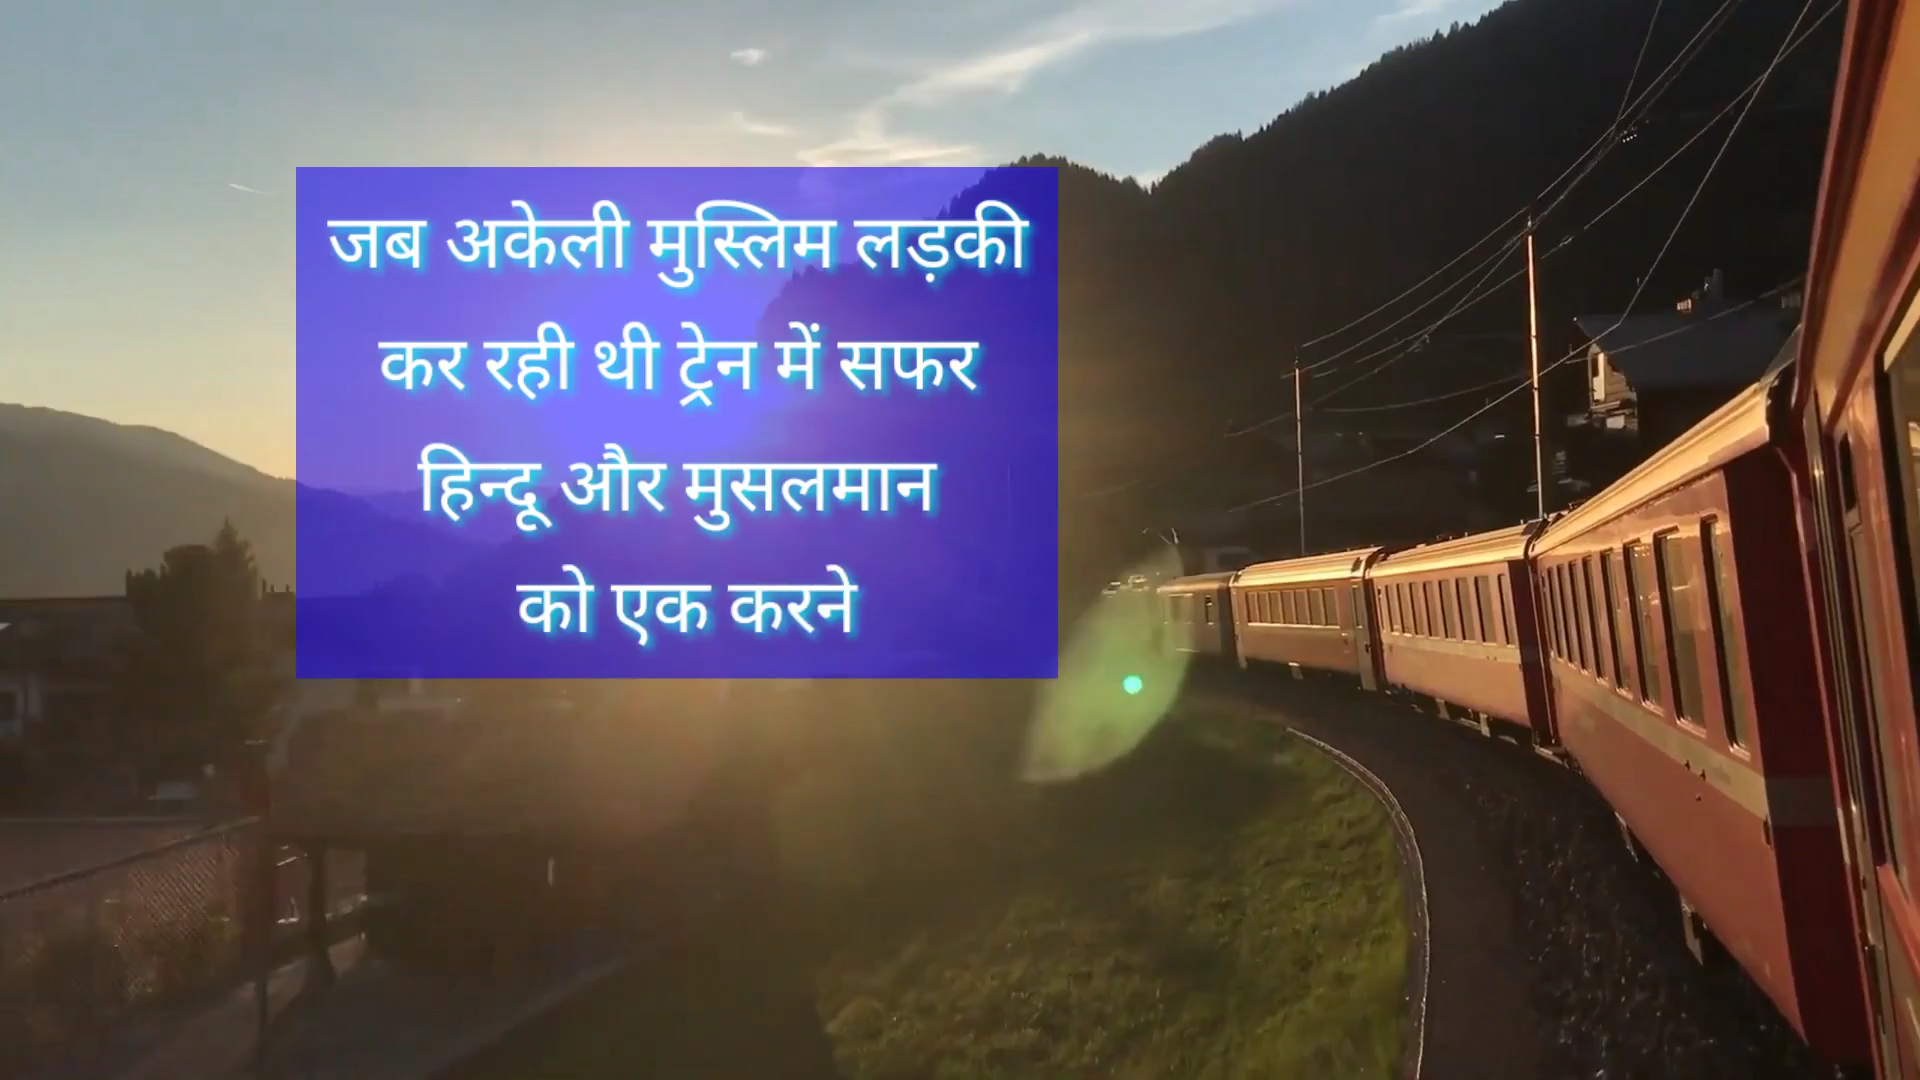 जब अकेली मुस्लिम लड़की
कर रही थी ट्रेन में सफर
हिन्दू और मुसलमान
को एक करने